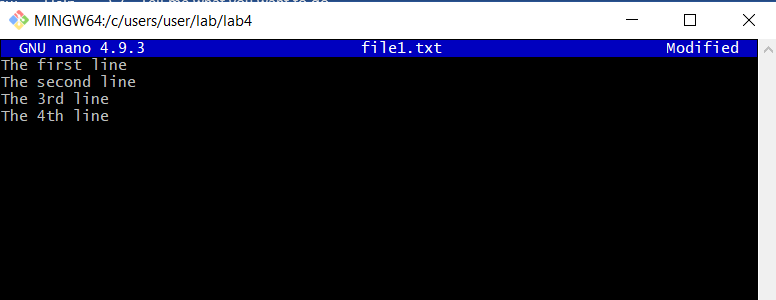 MINGW64:/c/users/user/lab/lab4
GNU nano 4.9.3 file1.txt Modified
The first line
The second line
The 3rd line
The 4th line